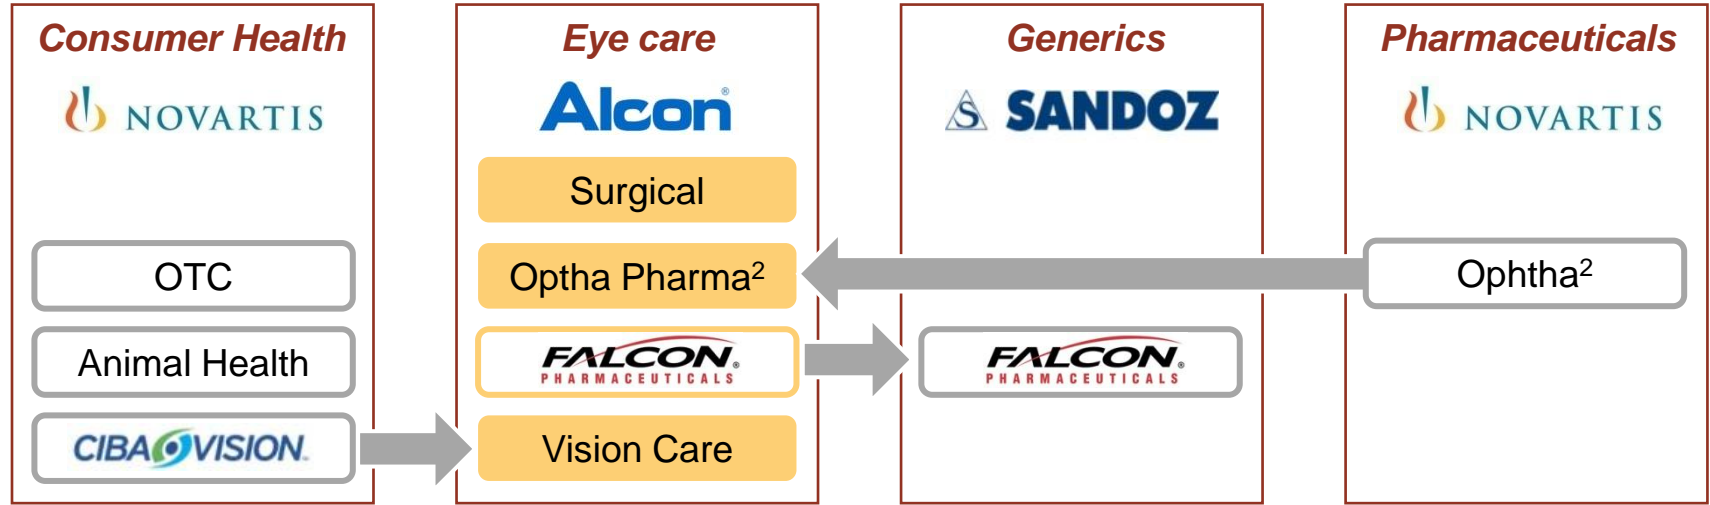 Consumer Health
NOVARTIS
OTC
Animal Health
CIBA VISION.
Eye care
Alcon®
Surgical
Optha Pharma²
FALCON®
PHARMACEUTICALS
Vision Care
Generics
S SANDOZ
FALCON®
PHARMACEUTICALS
Pharmaceuticals
NOVARTIS
Ophtha²